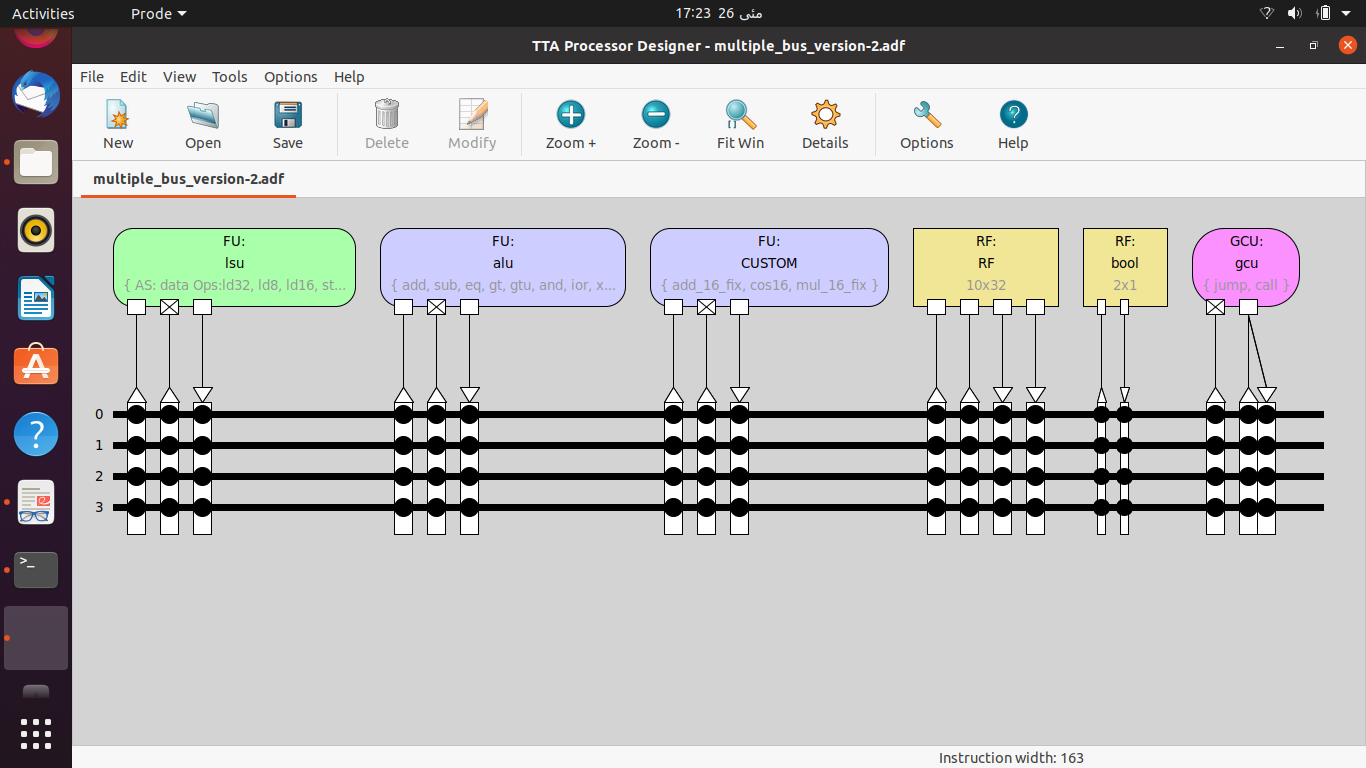 Activities
Prode
17:23 26 مئی
TTA Processor Designer - multiple_bus_version-2.adf
File Edit View Tools Options Help
New Open Save Delete Modify Zoom + Zoom - Fit Win Details Options Help
multiple_bus_version-2.adf
FU:
lsu
{ AS: data Ops:ld32, ld8, ld16, st...
FU:
alu
{ add, sub, eq, gt, gtu, and, ior, x...
FU:
CUSTOM
{ add_16_fix, cos16, mul_16_fix }
RF:
RF
10x32
RF:
bool
2x1
GCU:
gcu
{ jump, call }
0
1
2
3
Instruction width: 163